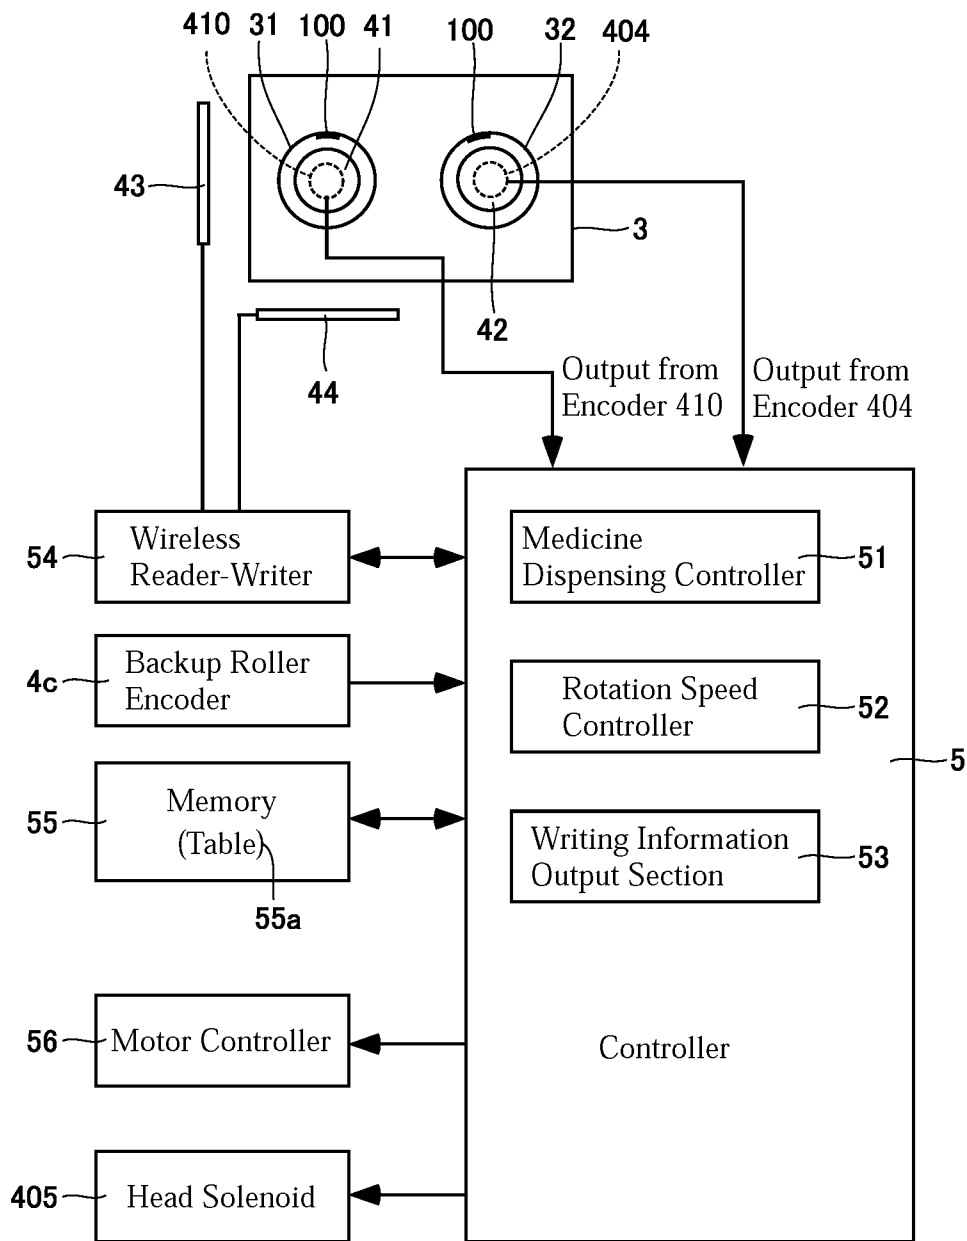 410 31 100 41 100 32 404
43
3
42
44
Output from
Encoder 410
Output from
Encoder 404
54
Wireless
Reader-Writer
Medicine
Dispensing Controller
51
4c
Backup Roller
Encoder
Rotation Speed
Controller
52
5
55
Memory
(Table)
55a
Writing Information
Output Section
53
56
Motor Controller
Controller
405
Head Solenoid